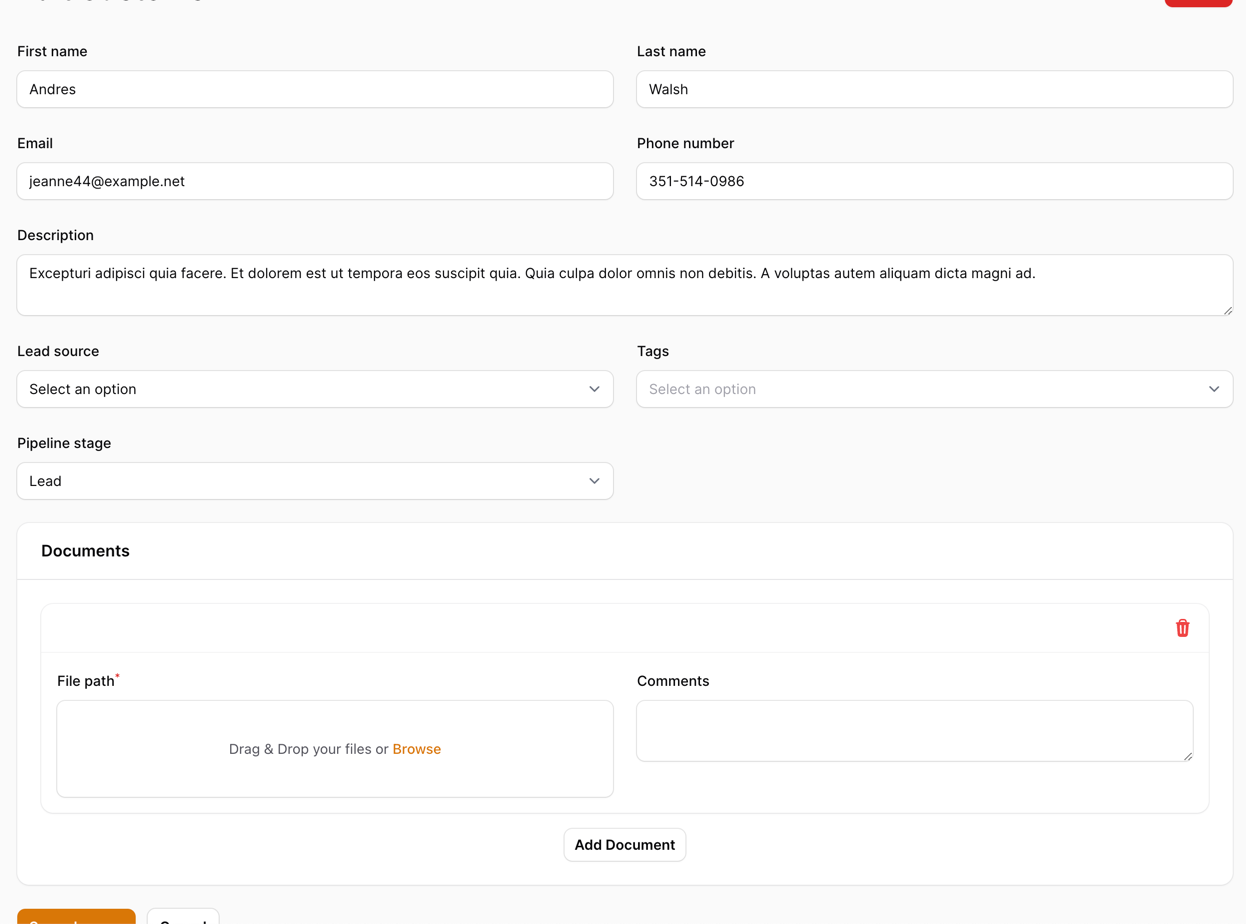 First name
Last name
Andres
Walsh
Email
Phone number
jeanne44@example.net
351-514-0986
Description
Excepturi adipisci quia facere. Et dolorem est ut tempora eos suscipit quia. Quia culpa dolor omnis non debitis. A voluptas autem aliquam dicta magni ad.
Lead source
Tags
Select an option
Select an option
Pipeline stage
Lead
Documents
File path*
Comments
Drag & Drop your files or Browse
Add Document